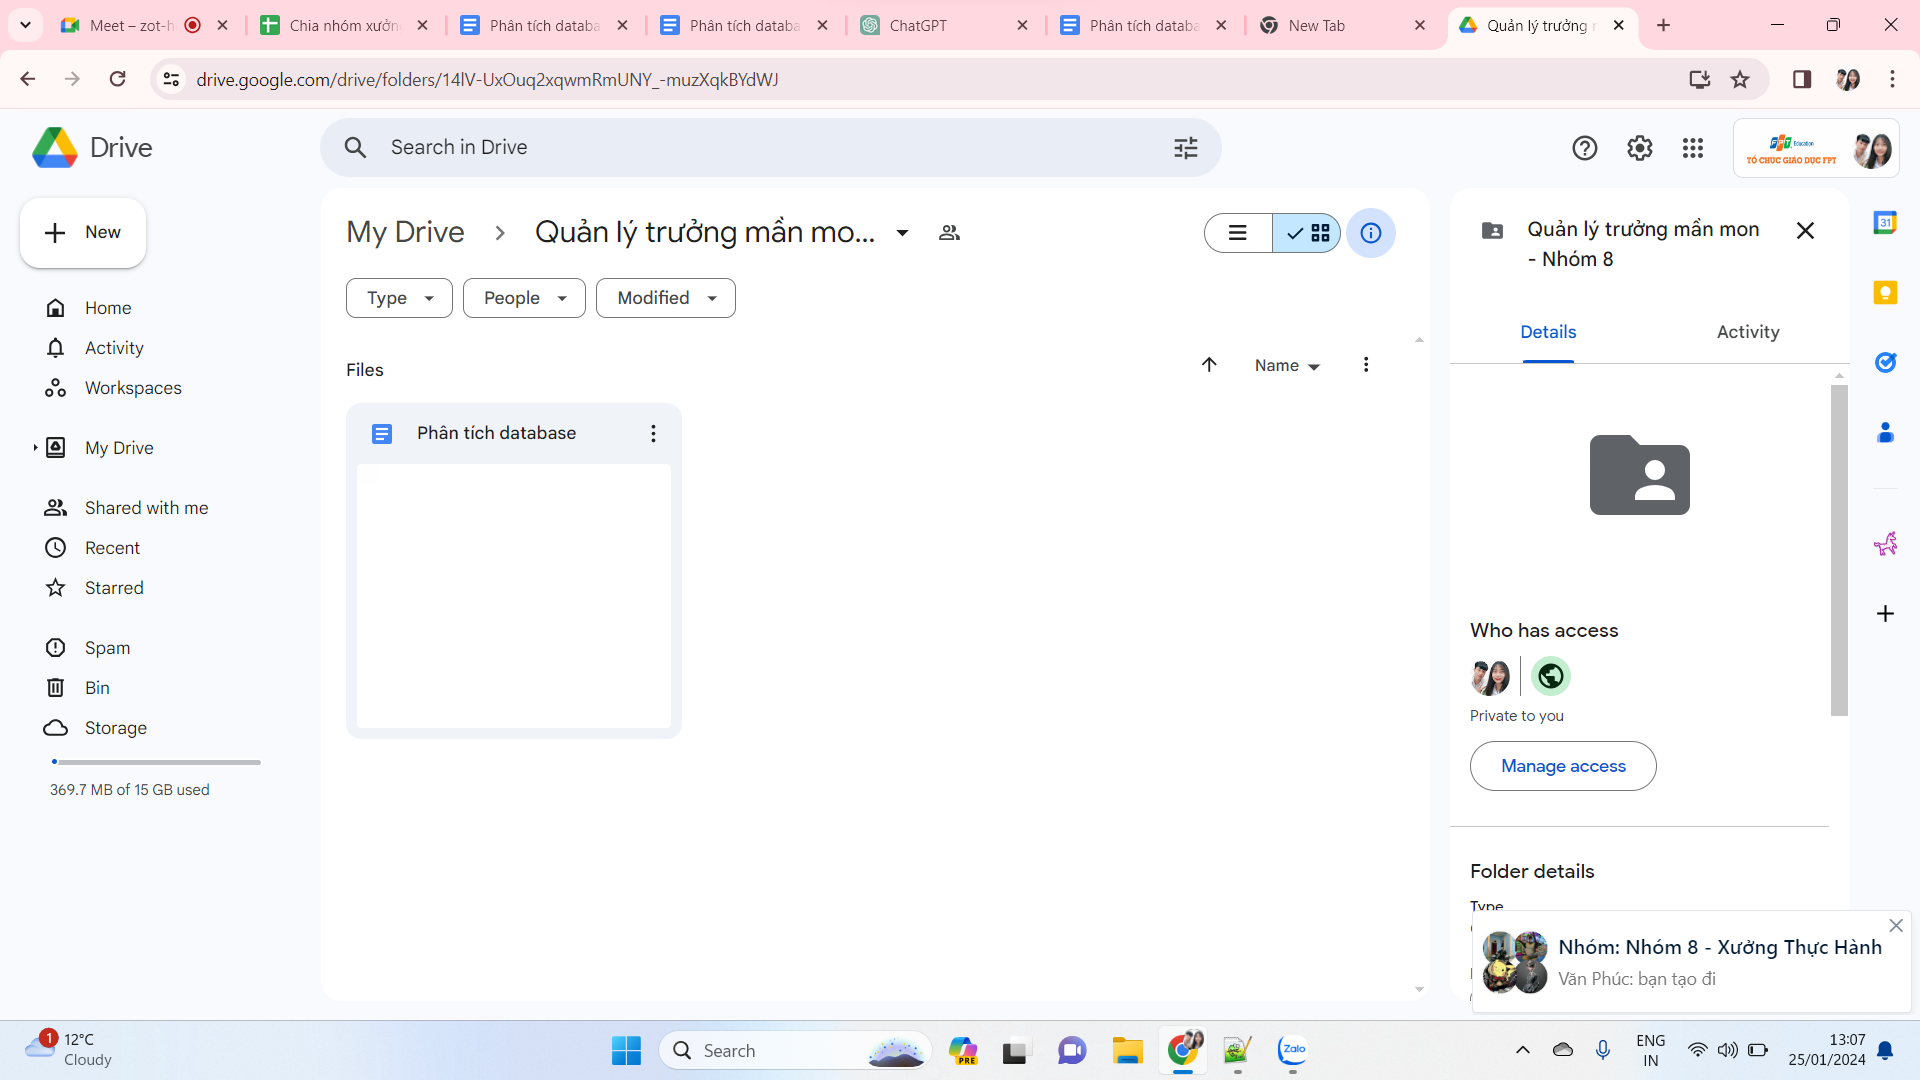 Meet – zot-h
Chia nhóm xưởn
Phân tích databa
Phân tích databa
ChatGPT
Phân tích databa
New Tab
Quản lý trưởng n
drive.google.com/drive/folders/14lV-UxOuq2xqwmRmUNY_-muzXqkBYdWJ
Drive
Search in Drive
FPT Education
TỔ CHỨC GIÁO DỤC FPT
New
Home
Activity
Workspaces
My Drive
Shared with me
Recent
Starred
Spam
Bin
Storage
369.7 MB of 15 GB used
My Drive
Quản lý trưởng mần mo...
Type
People
Modified
Files
Name
Phân tích database
Quản lý trưởng mần mon
- Nhóm 8
Details
Activity
Who has access
Private to you
Manage access
Folder details
Type
31
Nhóm: Nhóm 8 - Xưởng Thực Hành
Văn Phúc: bạn tạo đi
1
12°C
Cloudy
Search
PRE
Zalo
ENG
IN
13:07
25/01/2024